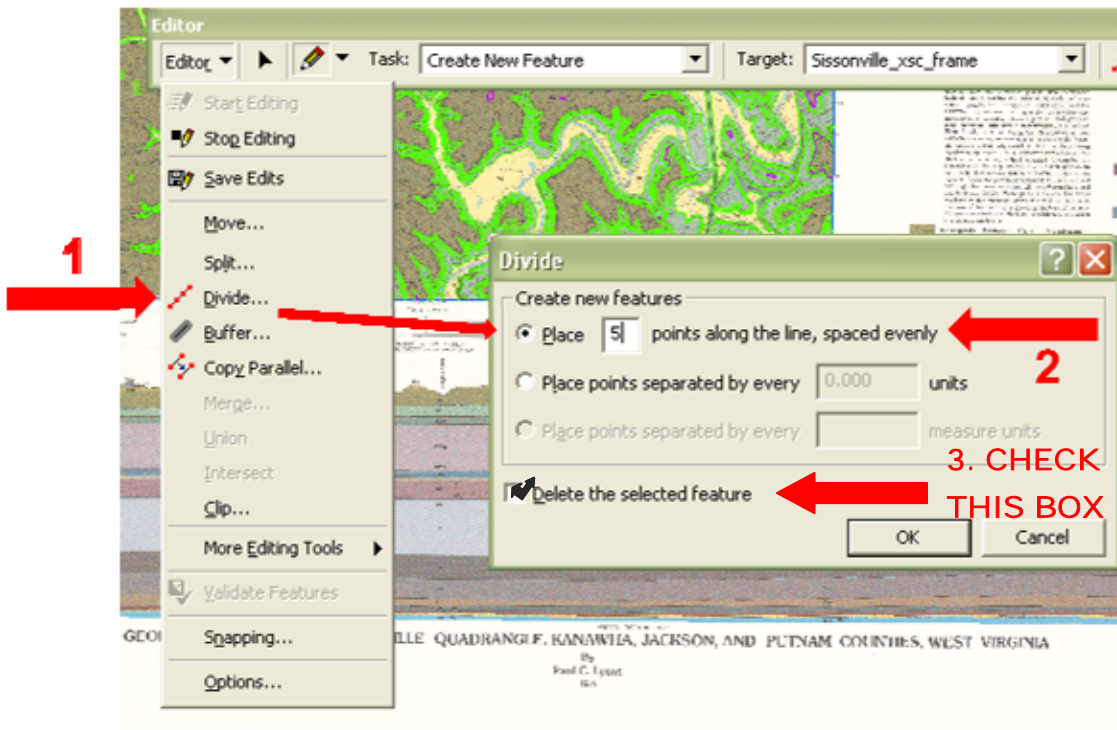 Editor
Editor Task: Create New Feature Target: Sissonville_xsc_frame
Start Editing
Stop Editing
Save Edits
Move...
Split...
Divide...
Buffer...
Copy Parallel...
Merge...
Union
Intersect
Clip...
More Editing Tools
Validate Features
Snapping...
Options...
1
Divide
Create new features
Place 5 points along the line, spaced evenly
2
Place points separated by every 0.000 units
Place points separated by every measure units
3. CHECK
THIS BOX
Delete the selected feature
OK Cancel
QUADRANGLE, KANAWHA, JACKSON, AND PUTNAM COUNTIES, WEST VIRGINIA
By